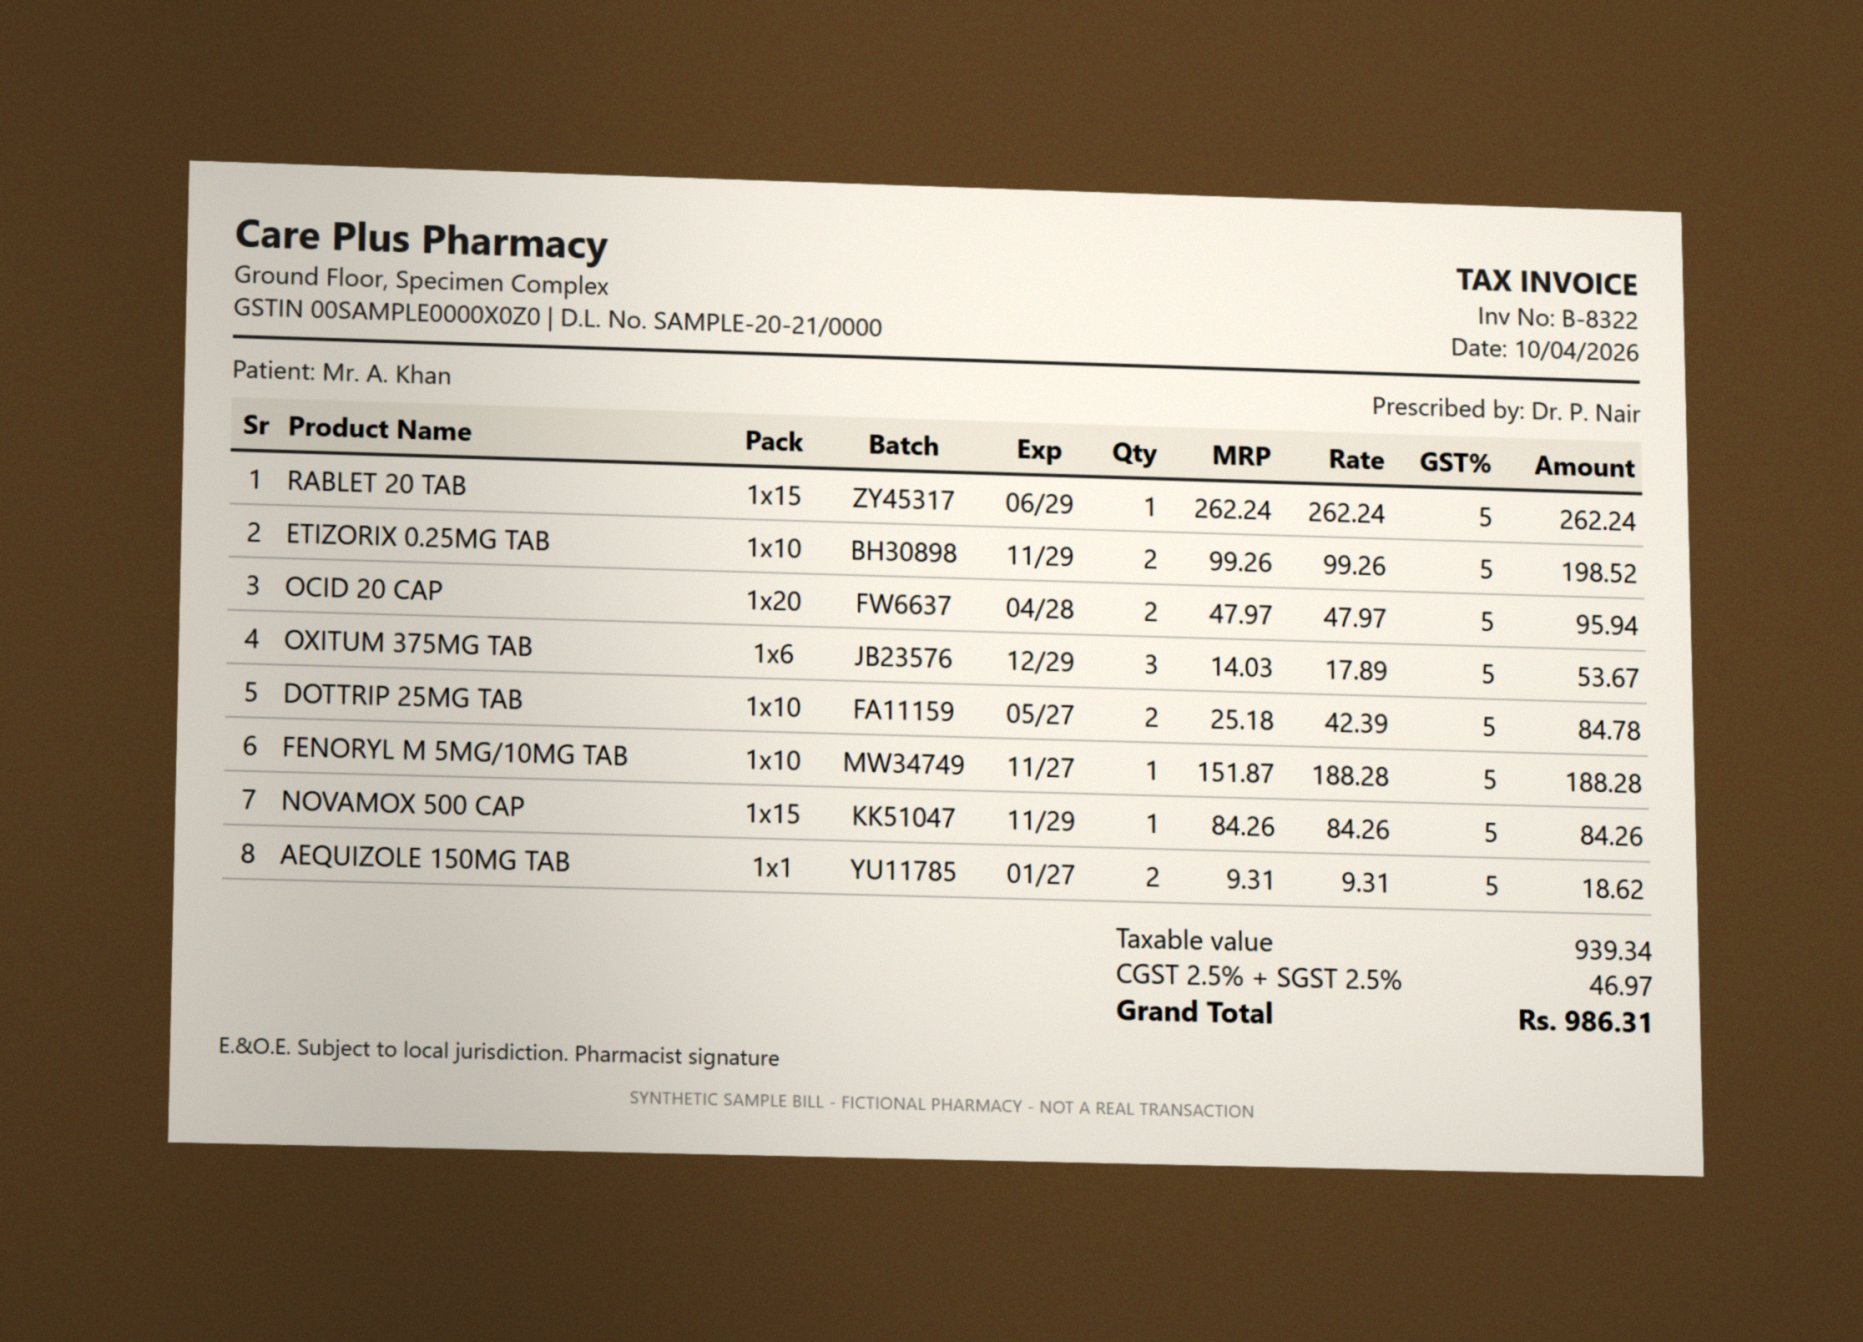 Care Plus Pharmacy
Ground Floor, Specimen Complex
GSTIN 00SAMPLE0000X0Z0 | D.L. No. SAMPLE-20-21/0000
TAX INVOICE
Inv No: B-8322
Date: 10/04/2026
Patient: Mr. A. Khan
Prescribed by: Dr. P. Nair
Sr Product Name Pack Batch Exp Qty MRP Rate GST% Amount
1 RABLET 20 TAB 1x15 ZY45317 06/29 1 262.24 262.24 5 262.24
2 ETIZORIX 0.25MG TAB 1x10 BH30898 11/29 2 99.26 99.26 5 198.52
3 OCID 20 CAP 1x20 FW6637 04/28 2 47.97 47.97 5 95.94
4 OXITUM 375MG TAB 1x6 JB23576 12/29 3 14.03 17.89 5 53.67
5 DOTTRIP 25MG TAB 1x10 FA11159 05/27 2 25.18 42.39 5 84.78
6 FENORYL M 5MG/10MG TAB 1x10 MW34749 11/27 1 151.87 188.28 5 188.28
7 NOVAMOX 500 CAP 1x15 KK51047 11/29 1 84.26 84.26 5 84.26
8 AEQUIZOLE 150MG TAB 1x1 YU11785 01/27 2 9.31 9.31 5 18.62
Taxable value 939.34
CGST 2.5% + SGST 2.5% 46.97
Grand Total Rs. 986.31
E.&O.E. Subject to local jurisdiction. Pharmacist signature
SYNTHETIC SAMPLE BILL - FICTIONAL PHARMACY - NOT A REAL TRANSACTION